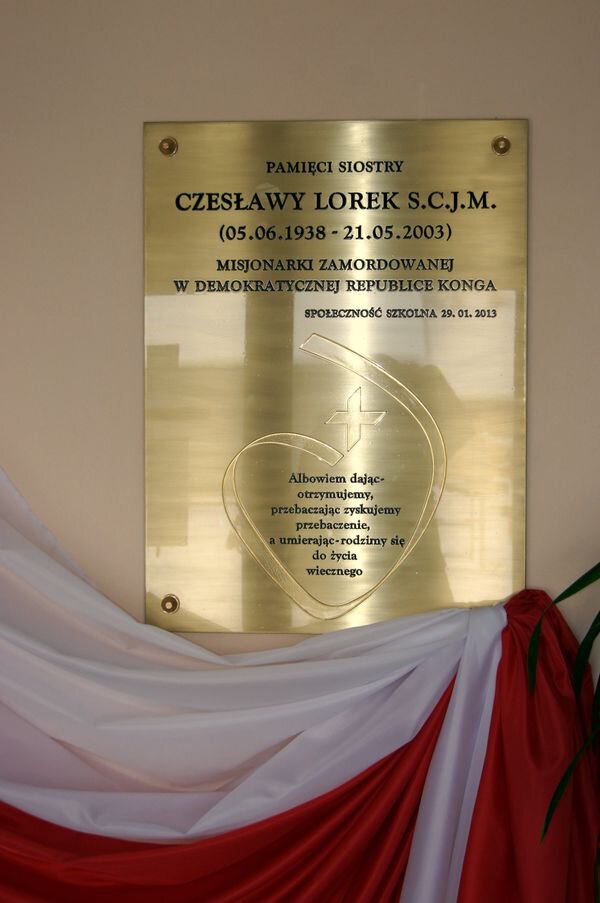 PAMIĘCI SIOSTRY
CZESŁAWY LOREK S.C.J.M.
(05.06.1938 - 21.05.2003)
MISJONARKI ZAMORDOWANEJ
W DEMOKRATYCZNEJ REPUBLICE KONGA
SPOŁECZNOŚĆ SZKOLNA 29.01.2013
Albowiem dając-
otrzymujemy,
przebaczając zyskujemy
przebaczenie,
a umierając-rodzimy się
do życia
wiecznego